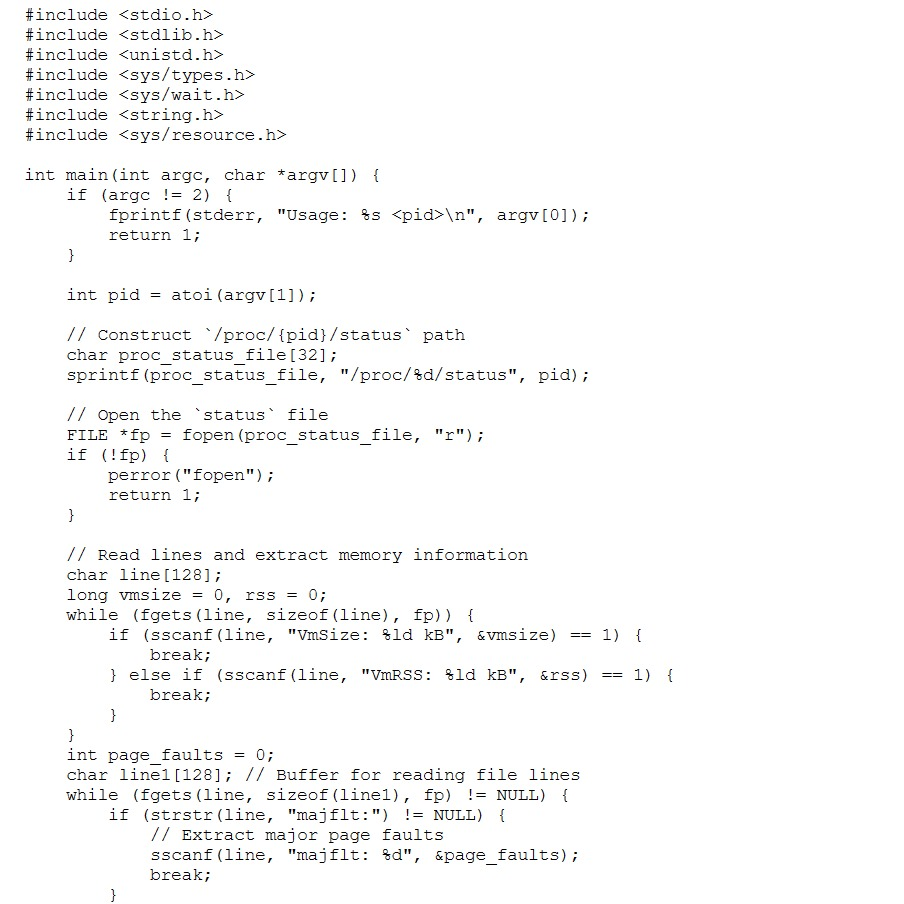 #include <stdio.h>
#include <stdlib.h>
#include <unistd.h>
#include <sys/types.h>
#include <sys/wait.h>
#include <string.h>
#include <sys/resource.h>

int main(int argc, char *argv[]) {
    if (argc != 2) {
        fprintf(stderr, "Usage: %s <pid>\n", argv[0]);
        return 1;
    }

    int pid = atoi(argv[1]);

    // Construct `/proc/{pid}/status` path
    char proc_status_file[32];
    sprintf(proc_status_file, "/proc/%d/status", pid);

    // Open the `status` file
    FILE *fp = fopen(proc_status_file, "r");
    if (!fp) {
        perror("fopen");
        return 1;
    }

    // Read lines and extract memory information
    char line[128];
    long vmsize = 0, rss = 0;
    while (fgets(line, sizeof(line), fp)) {
        if (sscanf(line, "VmSize: %ld kB", &vmsize) == 1) {
            break;
        } else if (sscanf(line, "VmRSS: %ld kB", &rss) == 1) {
            break;
        }
    }
    int page_faults = 0;
    char line1[128]; // Buffer for reading file lines
    while (fgets(line, sizeof(line1), fp) != NULL) {
        if (strstr(line, "majflt:") != NULL) {
            // Extract major page faults
            sscanf(line, "majflt: %d", &page_faults);
            break;
        }